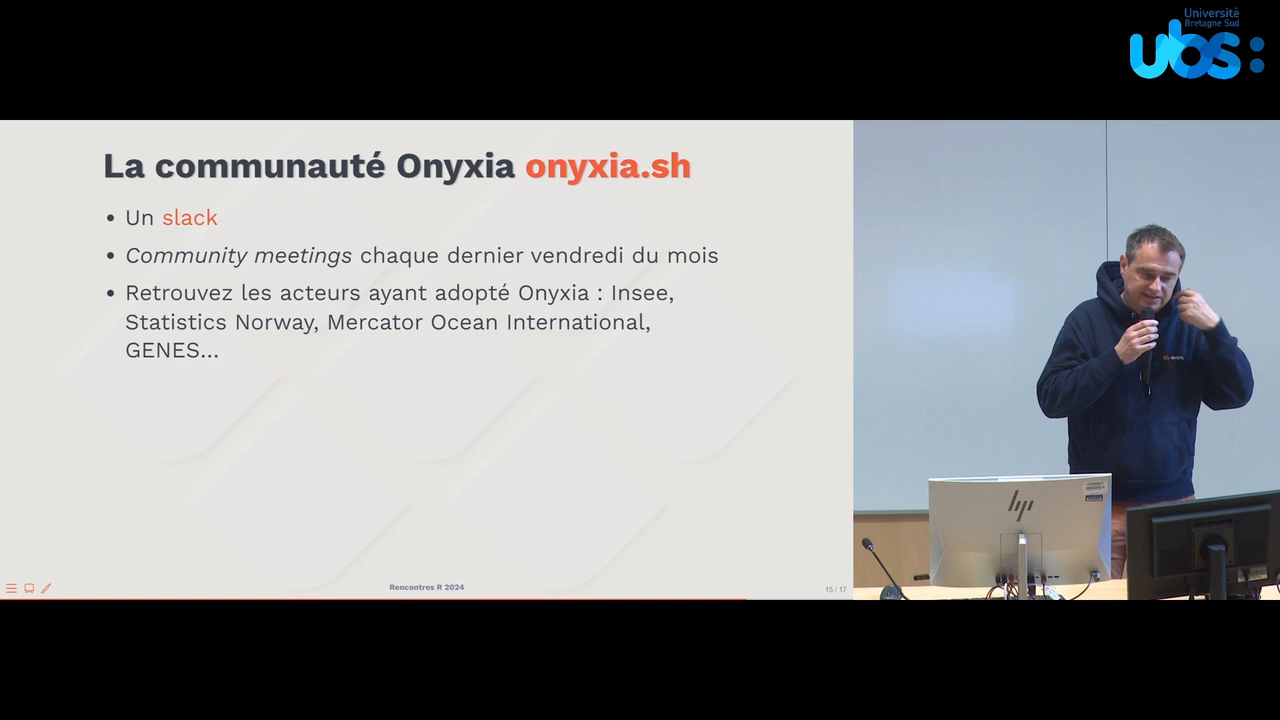 Université
Bretagne Sud
ubs:
La communauté Onyxia onyxia.sh
• Un slack
• Community meetings chaque dernier vendredi du mois
• Retrouvez les acteurs ayant adopté Onyxia : Insee,
Statistics Norway, Mercator Ocean International,
GENES...
Rencontres R 2024
15 / 17
hp